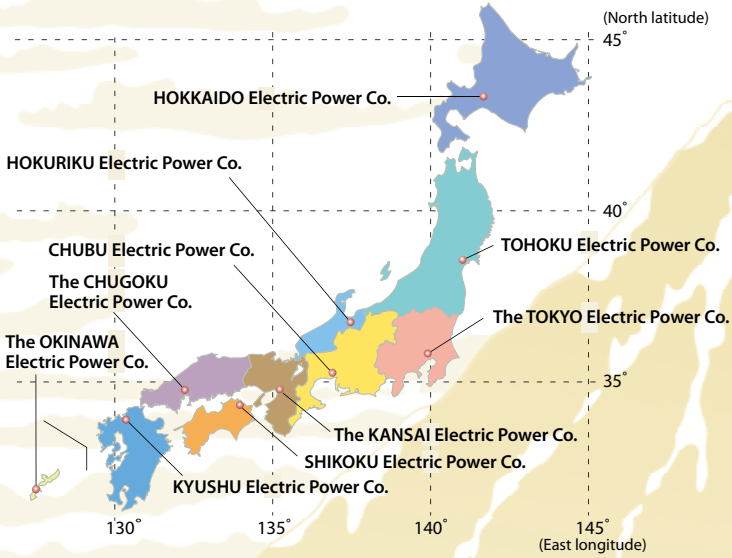 (North latitude)
45˚
HOKKAIDO Electric Power Co.
HOKURIKU Electric Power Co.
40˚
TOHOKU Electric Power Co.
CHUBU Electric Power Co.
The CHUGOKU
Electric Power Co.
The TOKYO Electric Power Co.
The OKINAWA
Electric Power Co.
35˚
The KANSAI Electric Power Co.
SHIKOKU Electric Power Co.
KYUSHU Electric Power Co.
130˚
135˚
140˚
145˚
(East longitude)